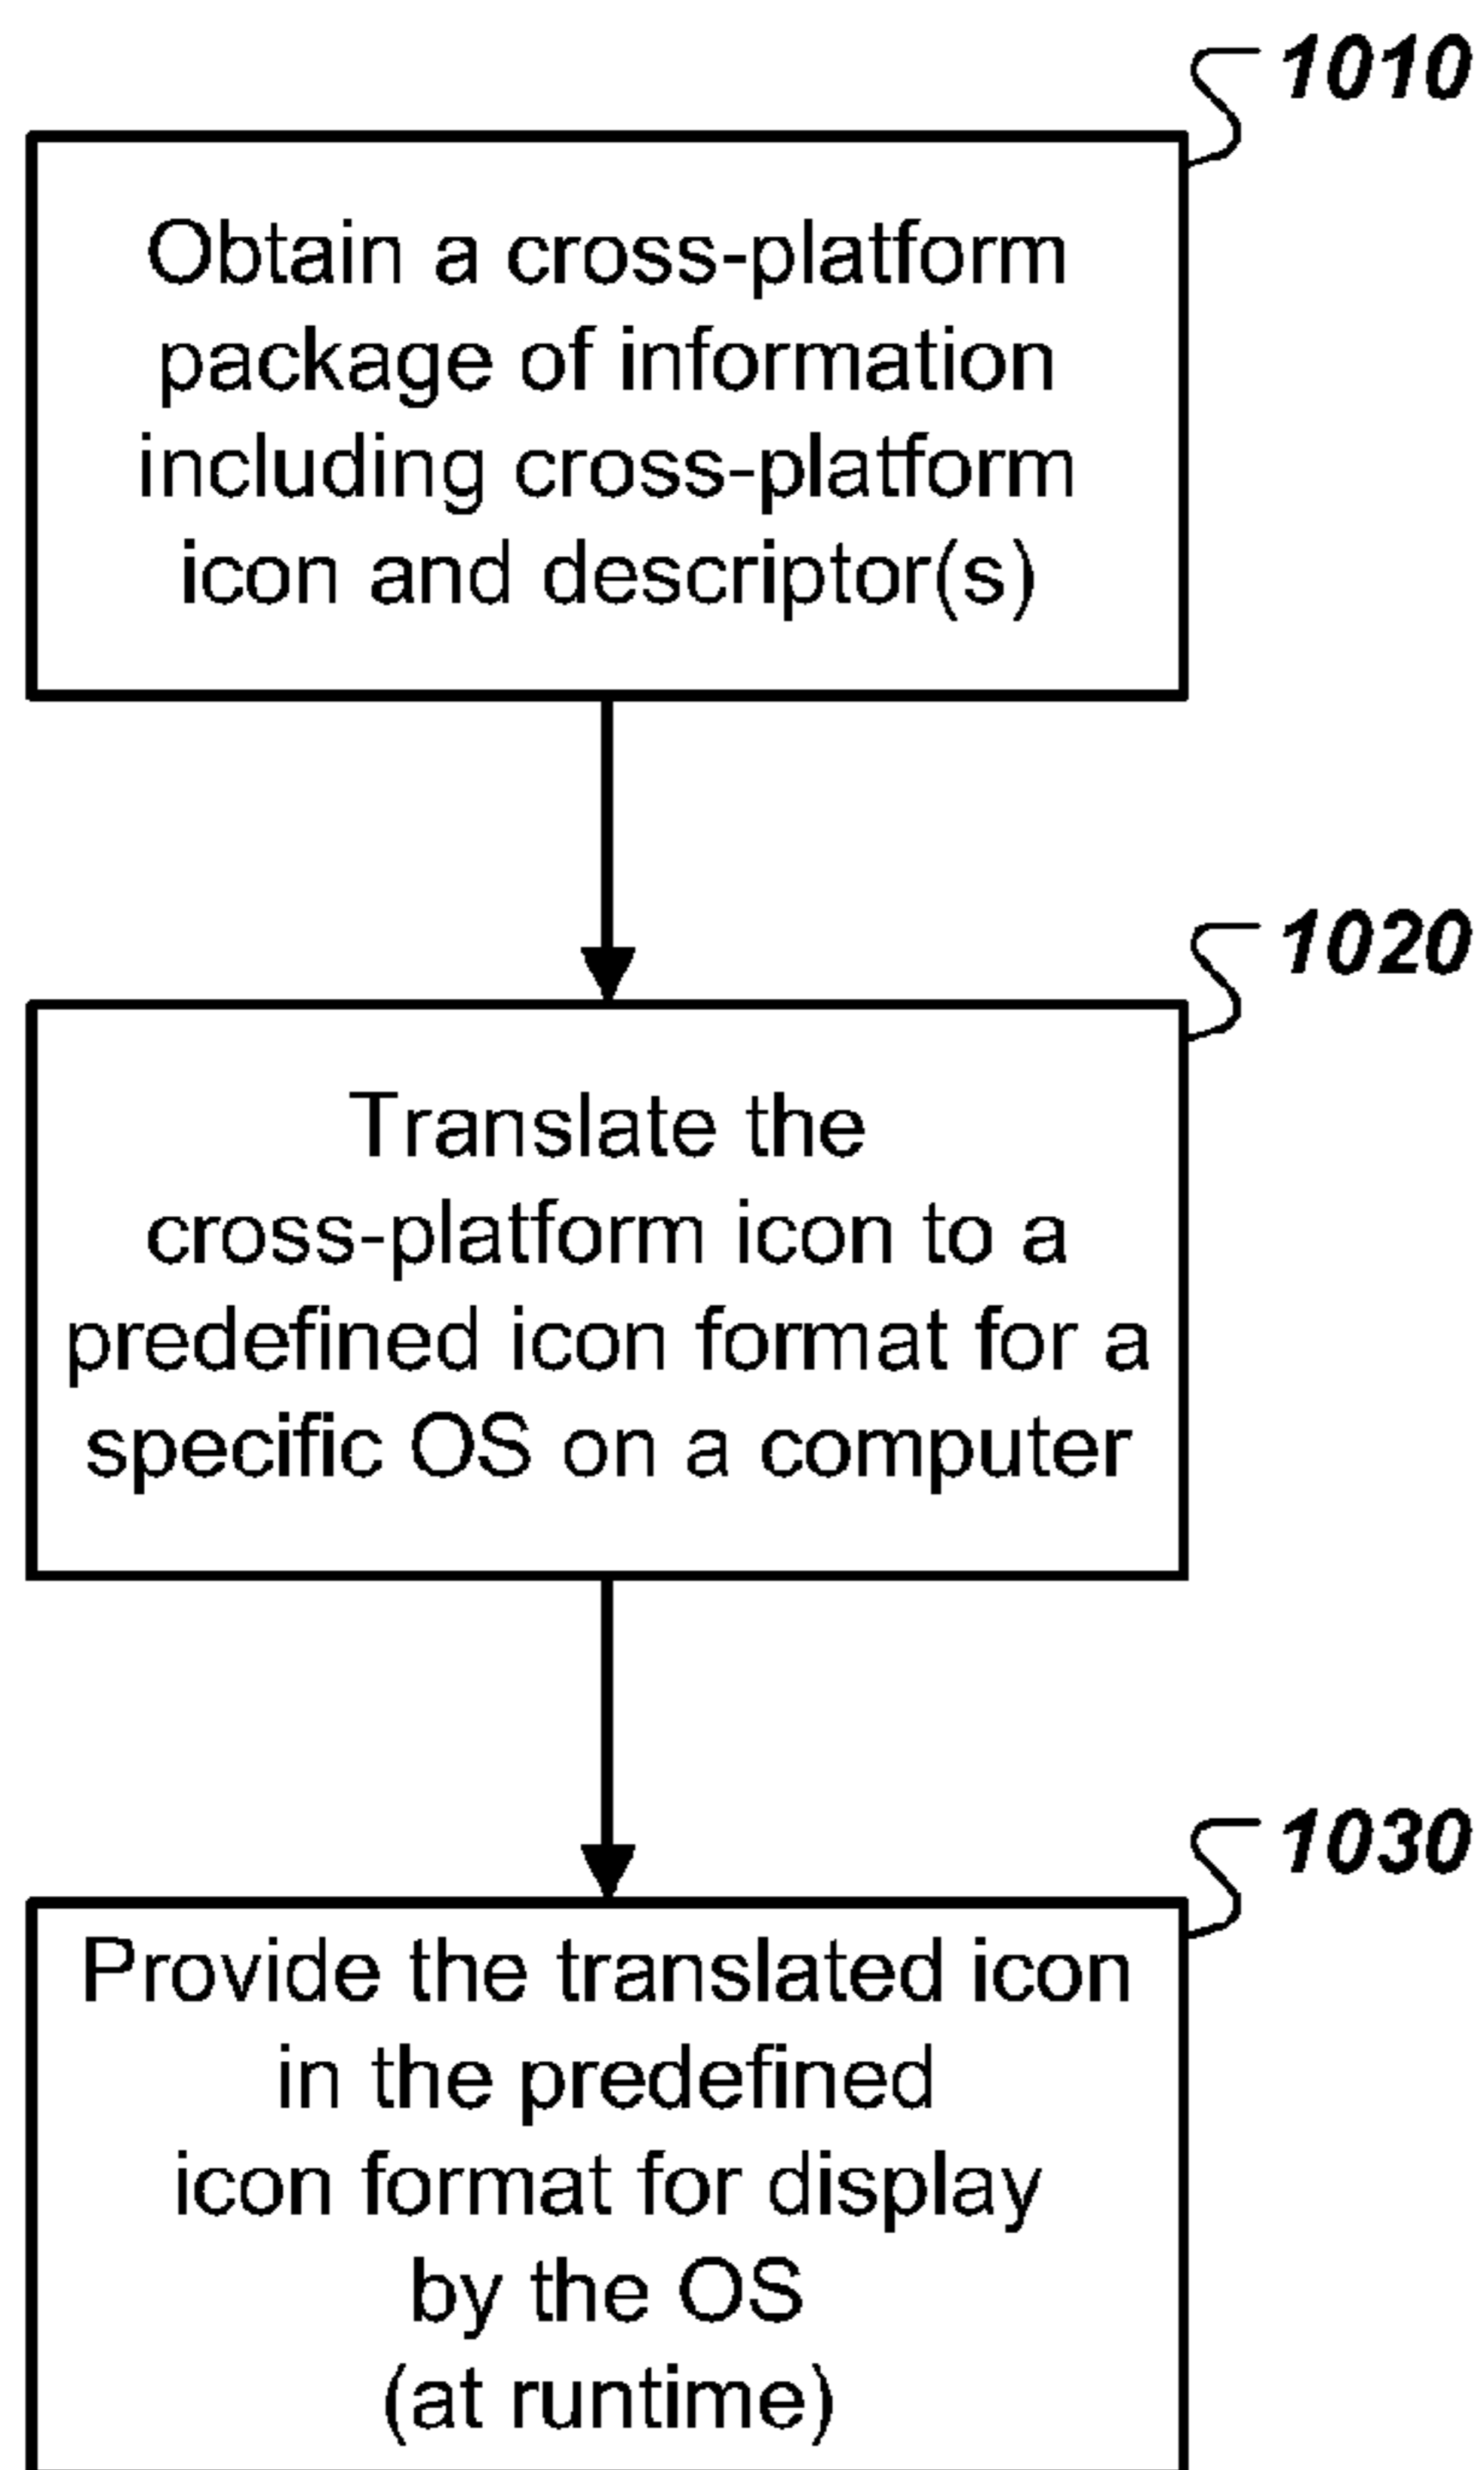 1010
Obtain a cross-platform
package of information
including cross-platform
icon and descriptor(s)
1020
Translate the
cross-platform icon to a
predefined icon format for a
specific OS on a computer
1030
Provide the translated icon
in the predefined
icon format for display
by the OS
(at runtime)